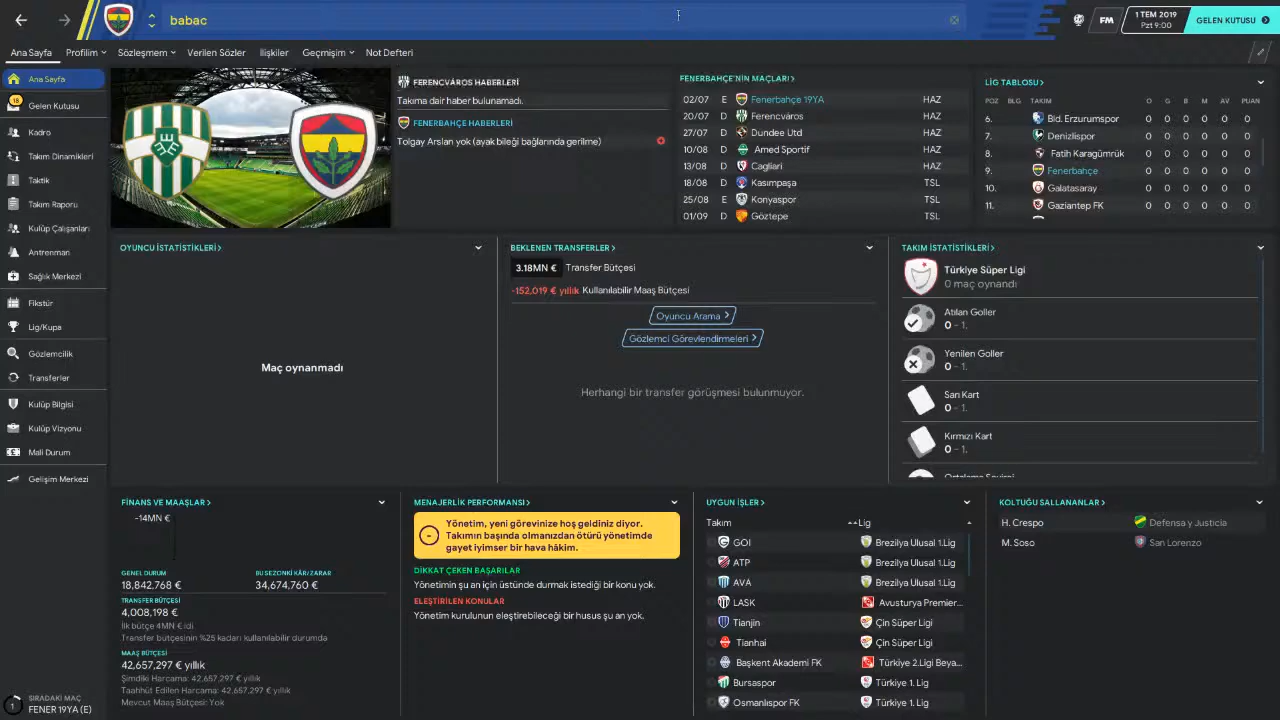 babac
FM
1 TEM 2019
Pzt 9:00
GELEN KUTUSU
Ana Sayfa
Profilim
Sözleşmem
Verilen Sözler
İlişkiler
Geçmişim
Not Defteri
Ana Sayfa
18
Gelen Kutusu
Kadro
Takım Dinamikleri
Taktik
Takım Raporu
Kulüp Çalışanları
Antrenman
Sağlık Merkezi
Fikstür
Lig/Kupa
Gözlemcilik
Transferler
Kulüp Bilgisi
Kulüp Vizyonu
Mali Durum
Gelişim Merkezi
1
SIRADAKİ MAÇ
FENER 19YA (E)
FERENCVÁROS HABERLERİ
Takıma dair haber bulunamadı.
FENERBAHÇE HABERLERİ
Tolgay Arslan yok (ayak bileği bağlarında gerilme)
FENERBAHÇE'NİN MAÇLARI>
02/07 E Fenerbahçe 19YA HAZ
20/07 D Ferencváros HAZ
27/07 D Dundee Utd HAZ
10/08 D Amed Sportif HAZ
13/08 D Cagliari HAZ
18/08 D Kasımpaşa TSL
25/08 E Konyaspor TSL
01/09 D Göztepe TSL
LİG TABLOSU>
POZ BLG TAKIM O G B M AV PUAN
6. Bld. Erzurumspor 0 0 0 0 0 0
7. Denizlispor 0 0 0 0 0 0
8. Fatih Karagümrük 0 0 0 0 0 0
9. Fenerbahçe 0 0 0 0 0 0
10. Galatasaray 0 0 0 0 0 0
11. Gaziantep FK 0 0 0 0 0 0
OYUNCU İSTATİSTİKLERİ>
Maç oynanmadı
BEKLENEN TRANSFERLER >
3.18MN € Transfer Bütçesi
-152,019 € yıllık Kullanılabilir Maaş Bütçesi
Oyuncu Arama >
Gözlemci Görevlendirmeleri >
Herhangi bir transfer görüşmesi bulunmuyor.
TAKIM İSTATİSTİKLERİ>
Türkiye Süper Ligi
0 maç oynandı
Atılan Goller
0 - 1.
Yenilen Goller
0 - 1.
Sarı Kart
0 - 1.
Kırmızı Kart
0 - 1.
Ortalama Seyirci
FİNANS VE MAAŞLAR >
-14MN €
GENEL DURUM
18,842,768 €
BU SEZONKİ KÂR/ZARAR
34,674,760 €
TRANSFER BÜTÇESİ
4,008,198 €
İlk bütçe 4MN € idi
Transfer bütçesinin %25 kadarı kullanılabilir durumda
MAAŞ BÜTÇESİ
42,657,297 € yıllık
Şimdiki Harcama: 42,657,297 € yıllık
Taahhüt Edilen Harcama: 42,657,297 € yıllık
Mevcut Maaş Bütçesi: Yok
MENAJERLİK PERFORMANSI >
Yönetim, yeni görevinize hoş geldiniz diyor.
Takımın başında olmanızdan ötürü yönetimde
gayet iyimser bir hava hâkim.
DİKKAT ÇEKEN BAŞARILAR
Yönetimin şu an için üstünde durmak istediği bir konu yok.
ELEŞTİRİLEN KONULAR
Yönetim kurulunun eleştirebileceği bir husus şu an yok.
UYGUN İŞLER >
Takım Lig
GOI Brezilya Ulusal 1.Lig
ATP Brezilya Ulusal 1.Lig
AVA Brezilya Ulusal 1.Lig
LASK Avusturya Premier...
Tianjin Çin Süper Ligi
Tianhai Çin Süper Ligi
Başkent Akademi FK Türkiye 2.Ligi Beya...
Bursaspor Türkiye 1. Lig
Osmanlıspor FK Türkiye 1. Lig
KOLTUĞU SALLANANLAR >
H. Crespo Defensa y Justicia
M. Soso San Lorenzo